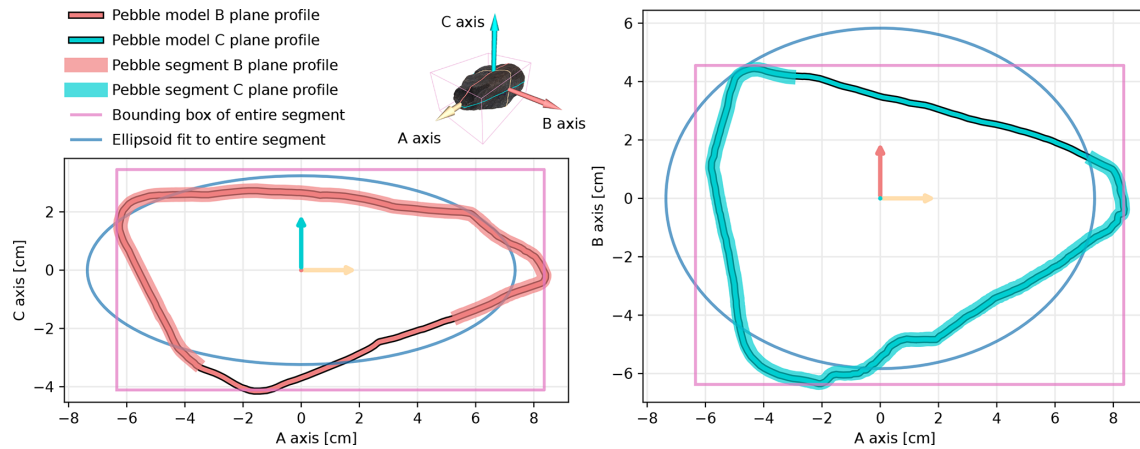 Pebble model B plane profile
Pebble model C plane profile
Pebble segment B plane profile
Pebble segment C plane profile
Bounding box of entire segment
Ellipsoid fit to entire segment
C axis
A axis
B axis
2
0
−2
−4
C axis [cm]
−8 −6 −4 −2 0 2 4 6 8
A axis [cm]
6
4
2
0
−2
−4
−6
B axis [cm]
−8 −6 −4 −2 0 2 4 6 8
A axis [cm]